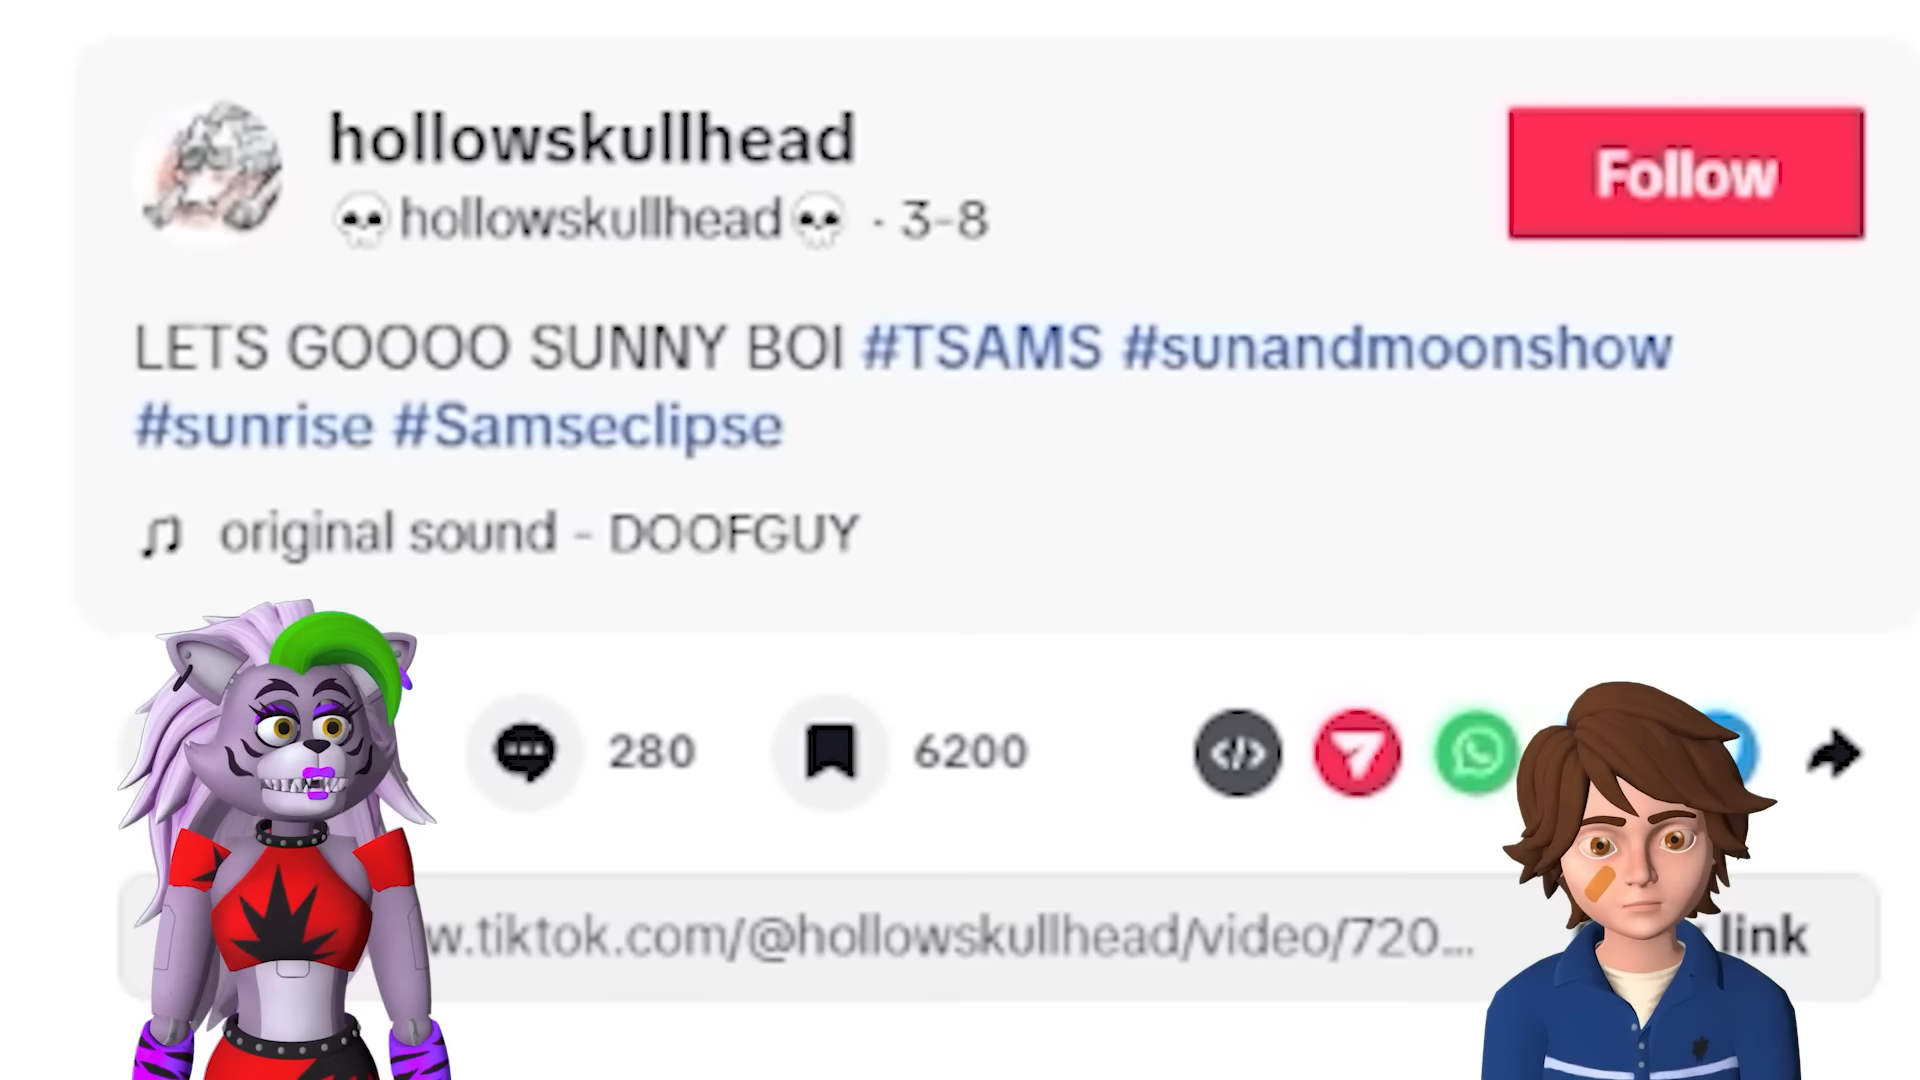 hollowskullhead
💀hollowskullhead💀 · 3-8
Follow
LETS GOOOO SUNNY BOI #TSAMS #sunandmoonshow
#sunrise #Samseclipse
original sound - DOOFGUY
280
6200
w.tiktok.com/@hollowskullhead/video/720...
link